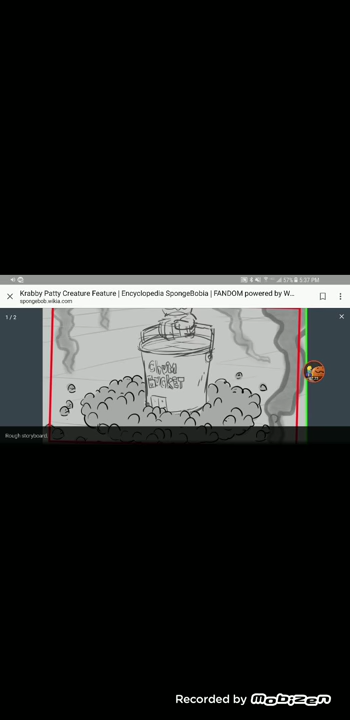 57% 5:37 PM
Krabby Patty Creature Feature | Encyclopedia SpongeBobia | FANDOM powered by W...
spongebob.wikia.com
1 / 2
Chum
Bucket
Rough storyboard.
Recorded by mobizen